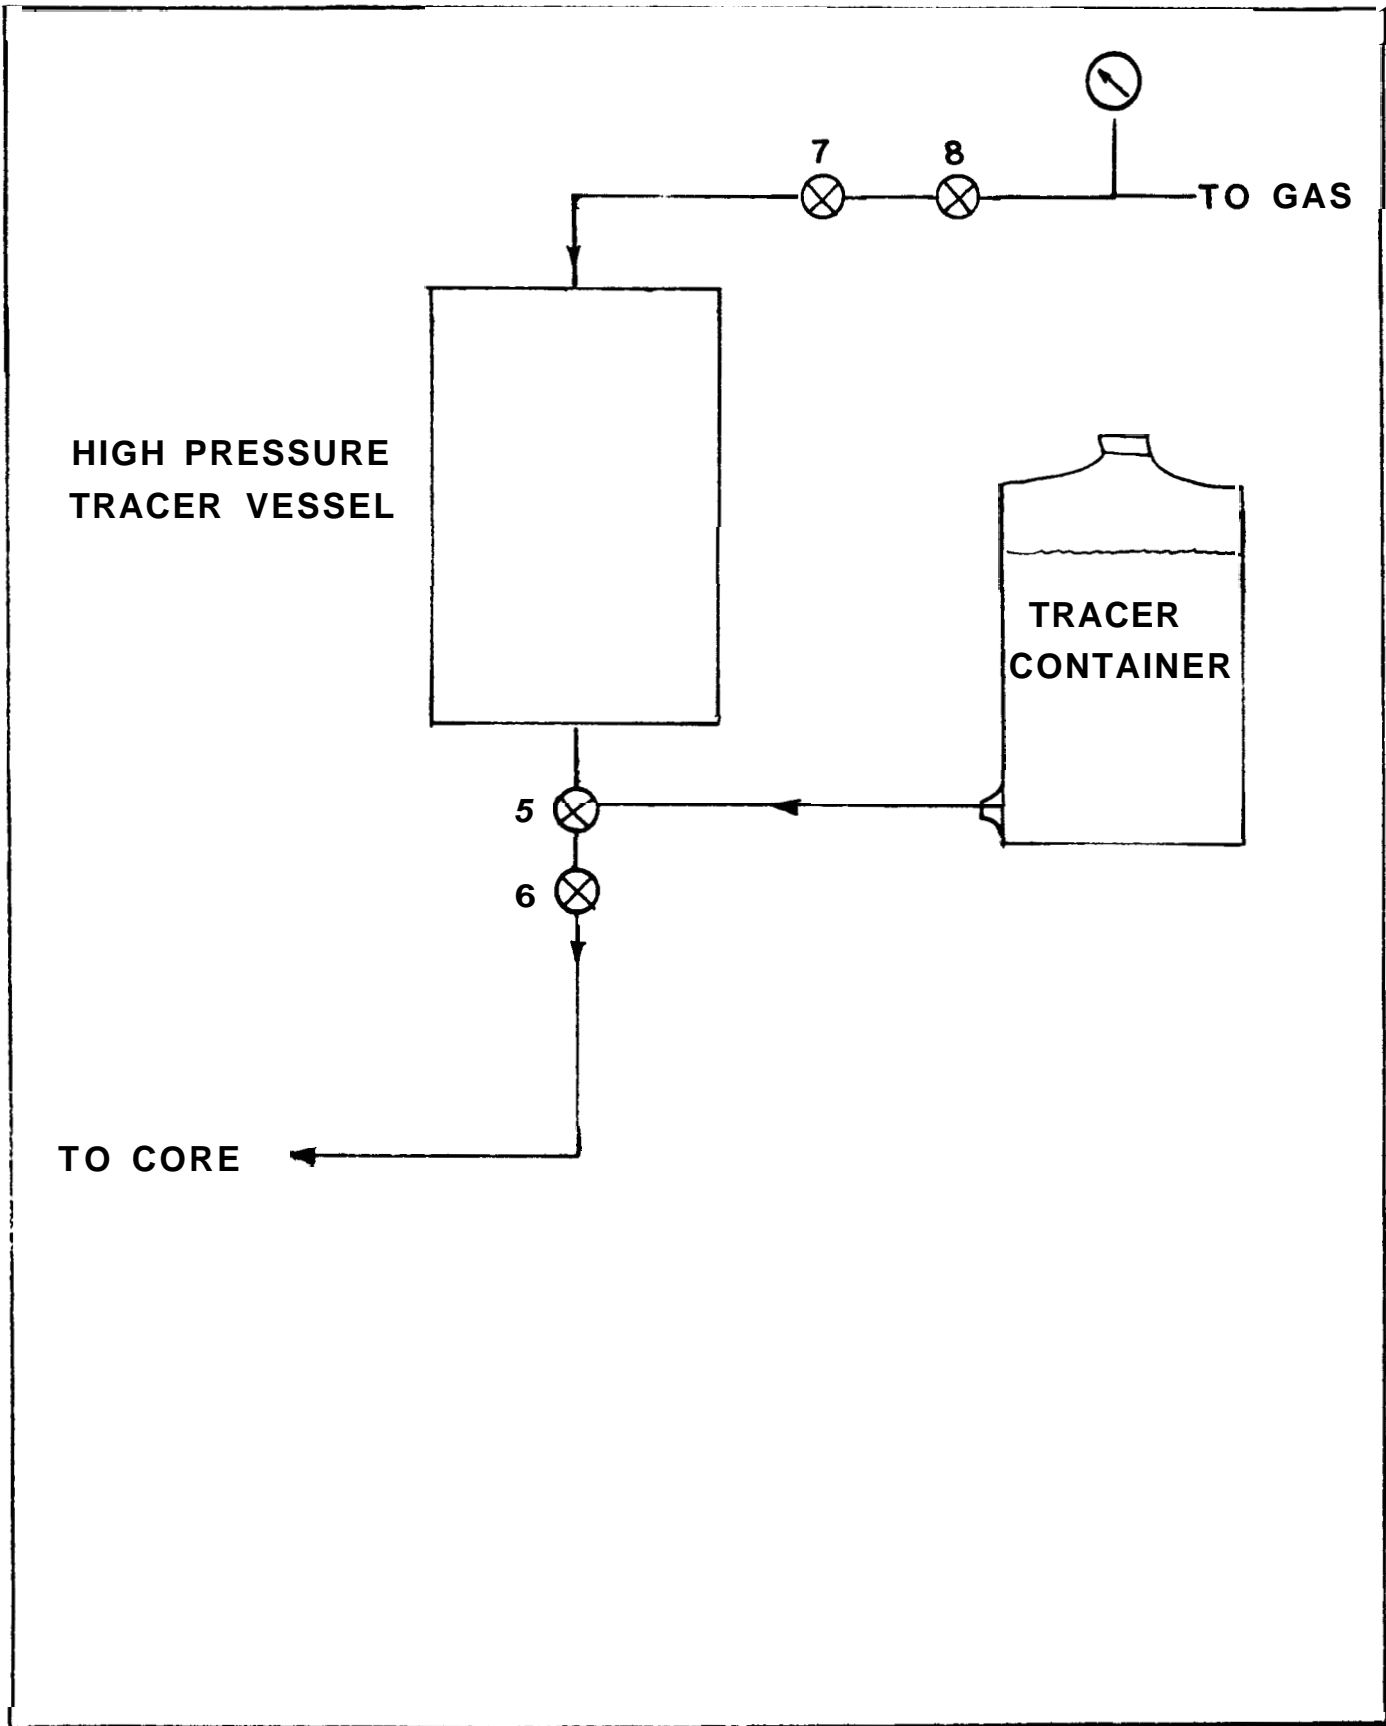 7 8
TO GAS
HIGH PRESSURE
TRACER VESSEL
TRACER
CONTAINER
5
6
TO CORE